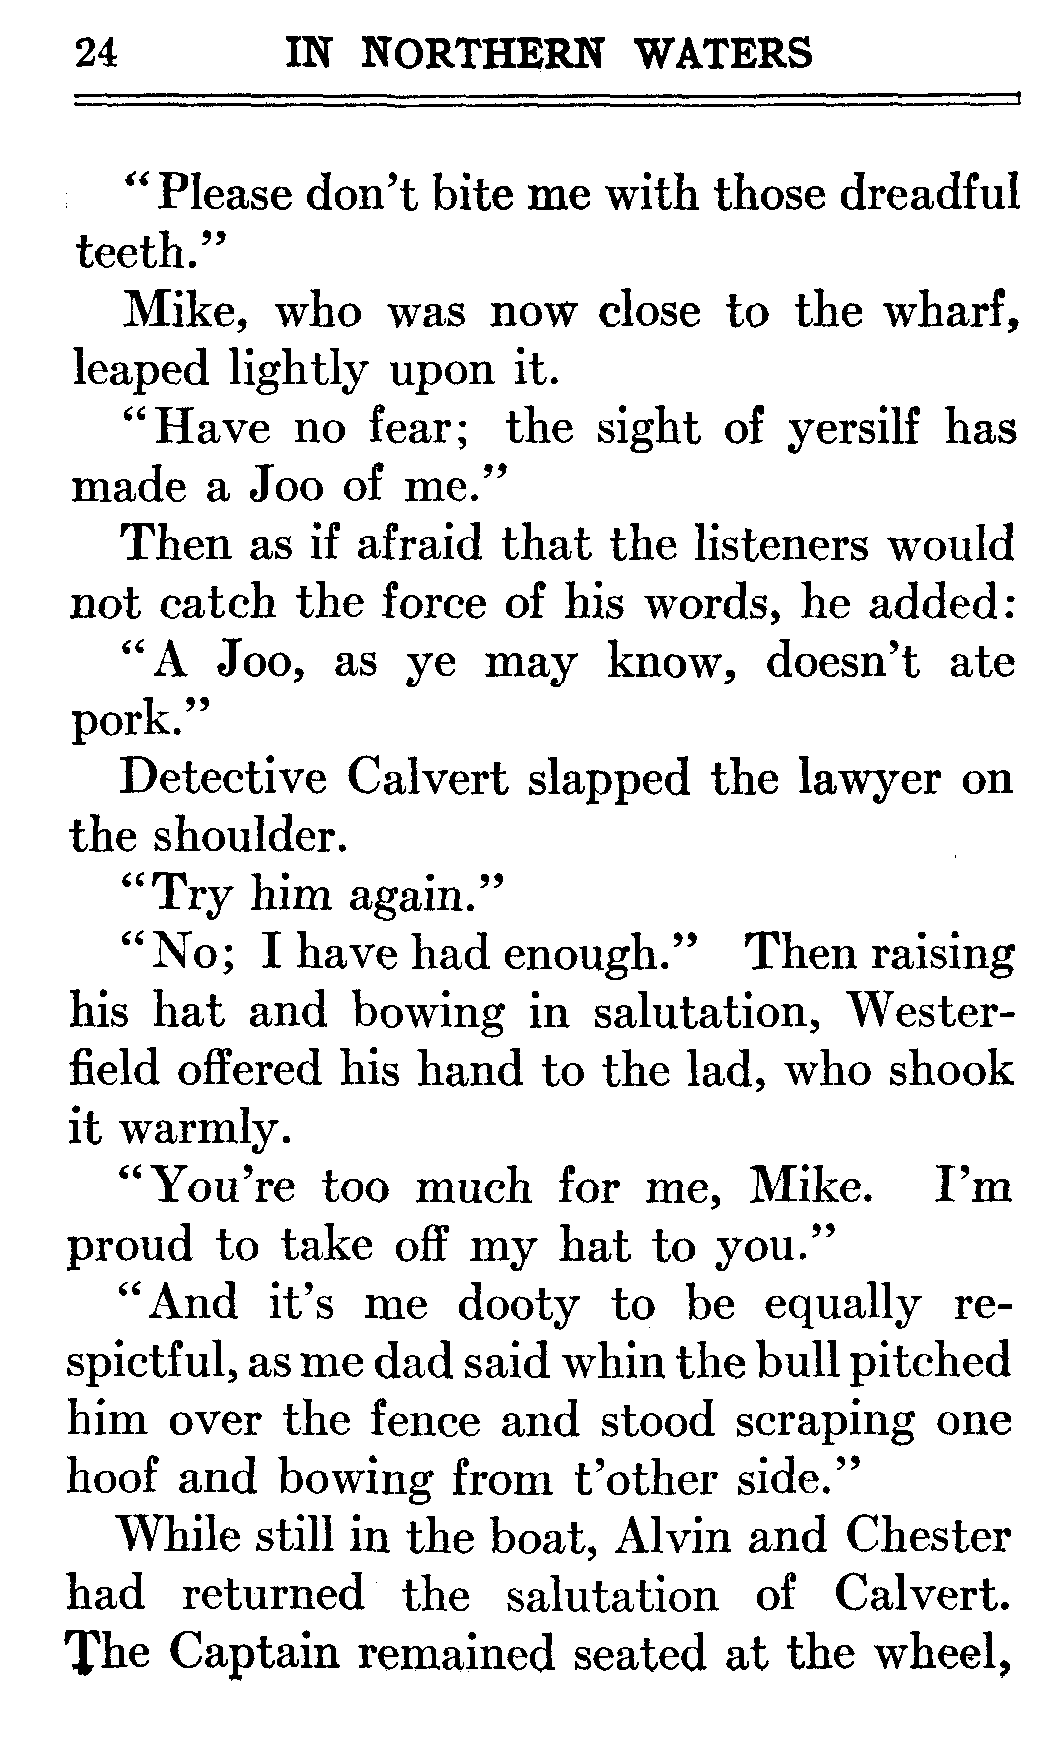 24 IN NORTHERN WATERS
"Please don't bite me with those dreadful
teeth."
Mike, who was now close to the wharf,
leaped lightly upon it.
"Have no fear; the sight of yersilf has
made a Joo of me."
Then as if afraid that the listeners would
not catch the force of his words, he added:
"A Joo, as ye may know, doesn't ate
pork."
Detective Calvert slapped the lawyer on
the shoulder.
"Try him again."
"No; I have had enough." Then raising
his hat and bowing in salutation, Wester-
field offered his hand to the lad, who shook
it warmly.
"You're too much for me, Mike. I'm
proud to take off my hat to you."
"And it's me dooty to be equally re-
spictful, as me dad said whin the bull pitched
him over the fence and stood scraping one
hoof and bowing from t'other side."
While still in the boat, Alvin and Chester
had returned the salutation of Calvert.
The Captain remained seated at the wheel,